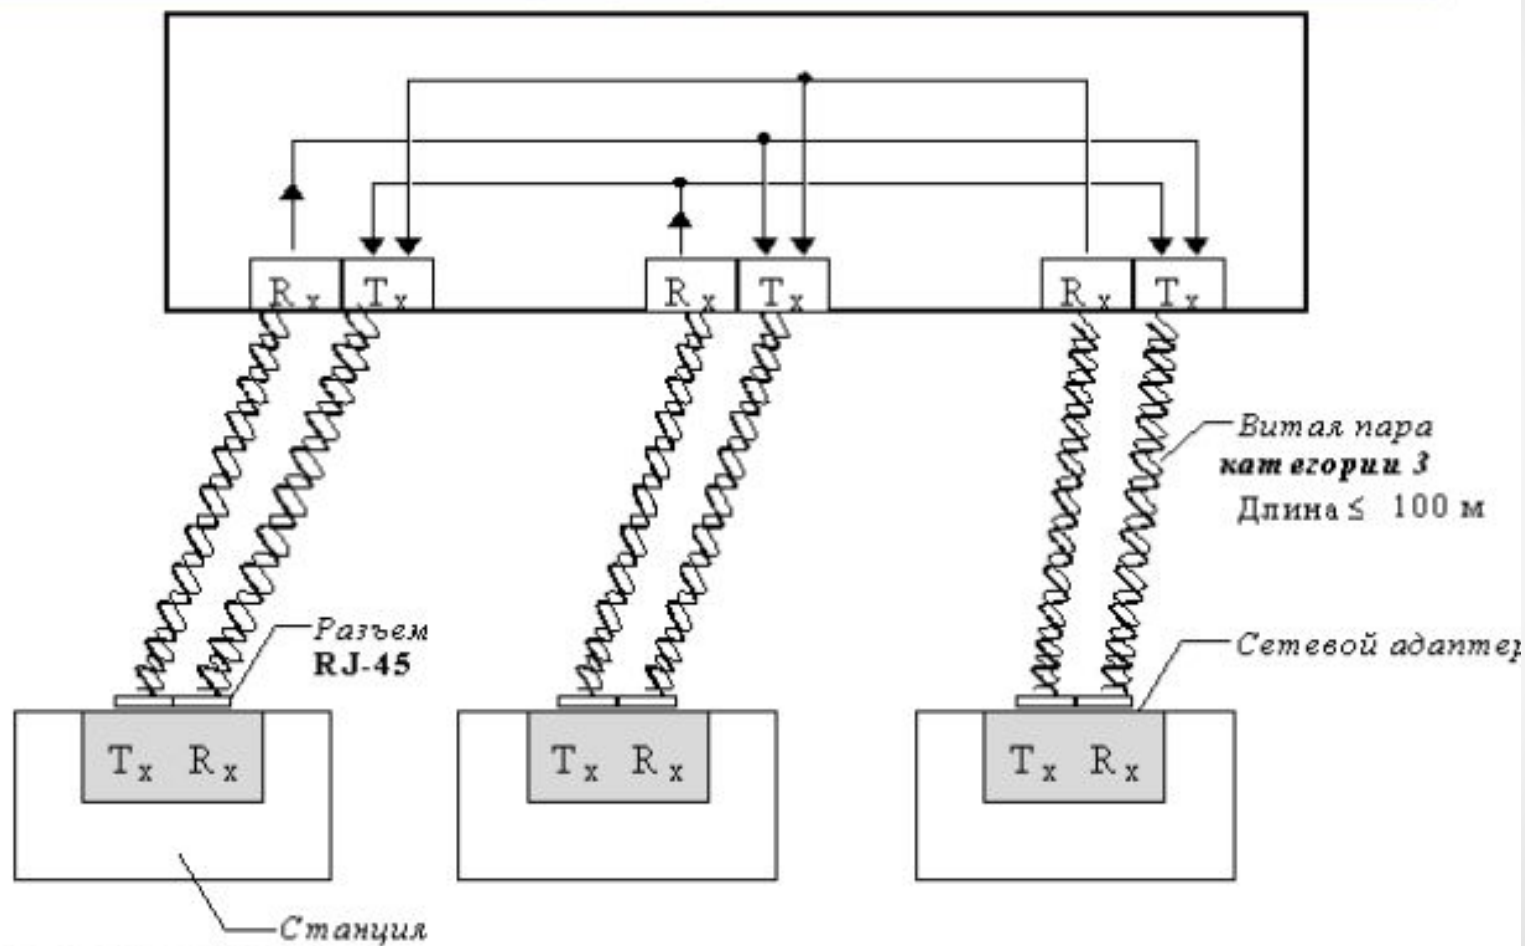 Rx Tx Rx Tx Rx Tx
Витая пара
категории 3
Длина ≤ 100 м
Разъем
RJ-45
Сетевой адаптер
Tx Rx Tx Rx Tx Rx
Станция